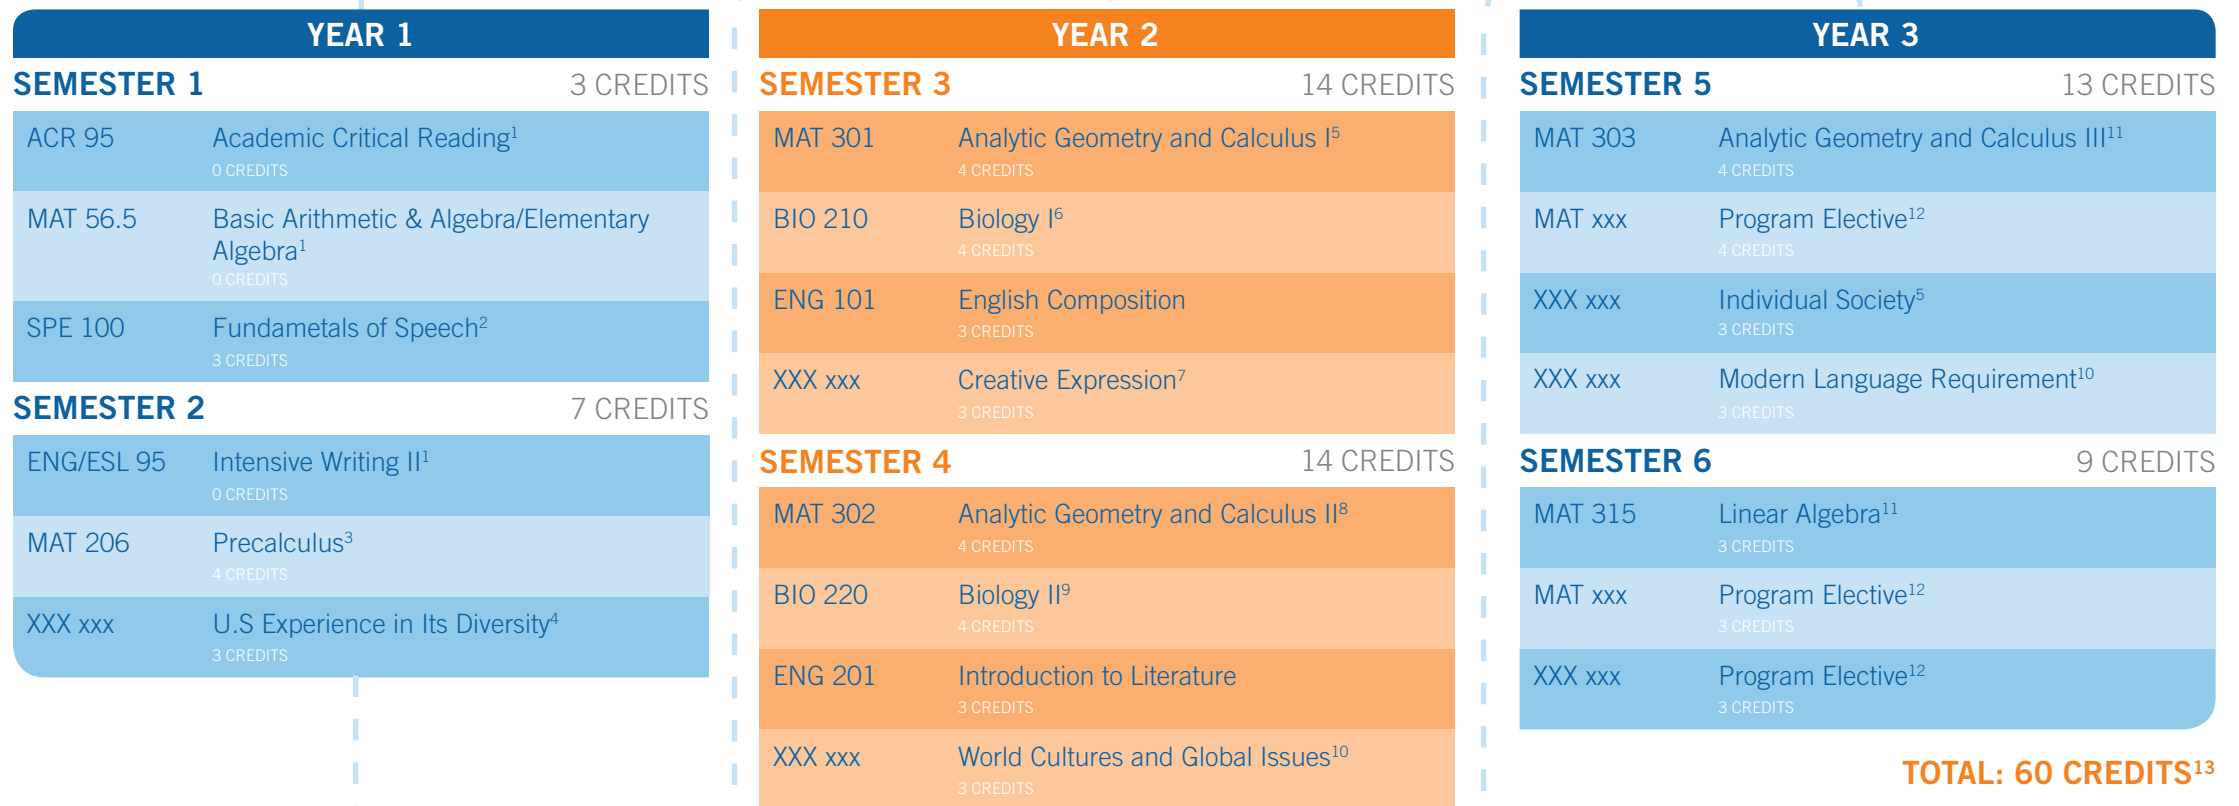 YEAR 1
SEMESTER 1 3 CREDITS
ACR 95 Academic Critical Reading¹
0 CREDITS
MAT 56.5 Basic Arithmetic & Algebra/Elementary
Algebra¹
0 CREDITS
SPE 100 Fundametals of Speech²
3 CREDITS
SEMESTER 2 7 CREDITS
ENG/ESL 95 Intensive Writing II¹
0 CREDITS
MAT 206 Precalculus³
4 CREDITS
XXX xxx U.S Experience in Its Diversity⁴
3 CREDITS
YEAR 2
SEMESTER 3 14 CREDITS
MAT 301 Analytic Geometry and Calculus I⁵
4 CREDITS
BIO 210 Biology I⁶
4 CREDITS
ENG 101 English Composition
3 CREDITS
XXX xxx Creative Expression⁷
3 CREDITS
SEMESTER 4 14 CREDITS
MAT 302 Analytic Geometry and Calculus II⁸
4 CREDITS
BIO 220 Biology II⁹
4 CREDITS
ENG 201 Introduction to Literature
3 CREDITS
XXX xxx World Cultures and Global Issues¹⁰
3 CREDITS
YEAR 3
SEMESTER 5 13 CREDITS
MAT 303 Analytic Geometry and Calculus III¹¹
4 CREDITS
MAT xxx Program Elective¹²
4 CREDITS
XXX xxx Individual Society⁵
3 CREDITS
XXX xxx Modern Language Requirement¹⁰
3 CREDITS
SEMESTER 6 9 CREDITS
MAT 315 Linear Algebra¹¹
3 CREDITS
MAT xxx Program Elective¹²
3 CREDITS
XXX xxx Program Elective¹²
3 CREDITS
TOTAL: 60 CREDITS¹³